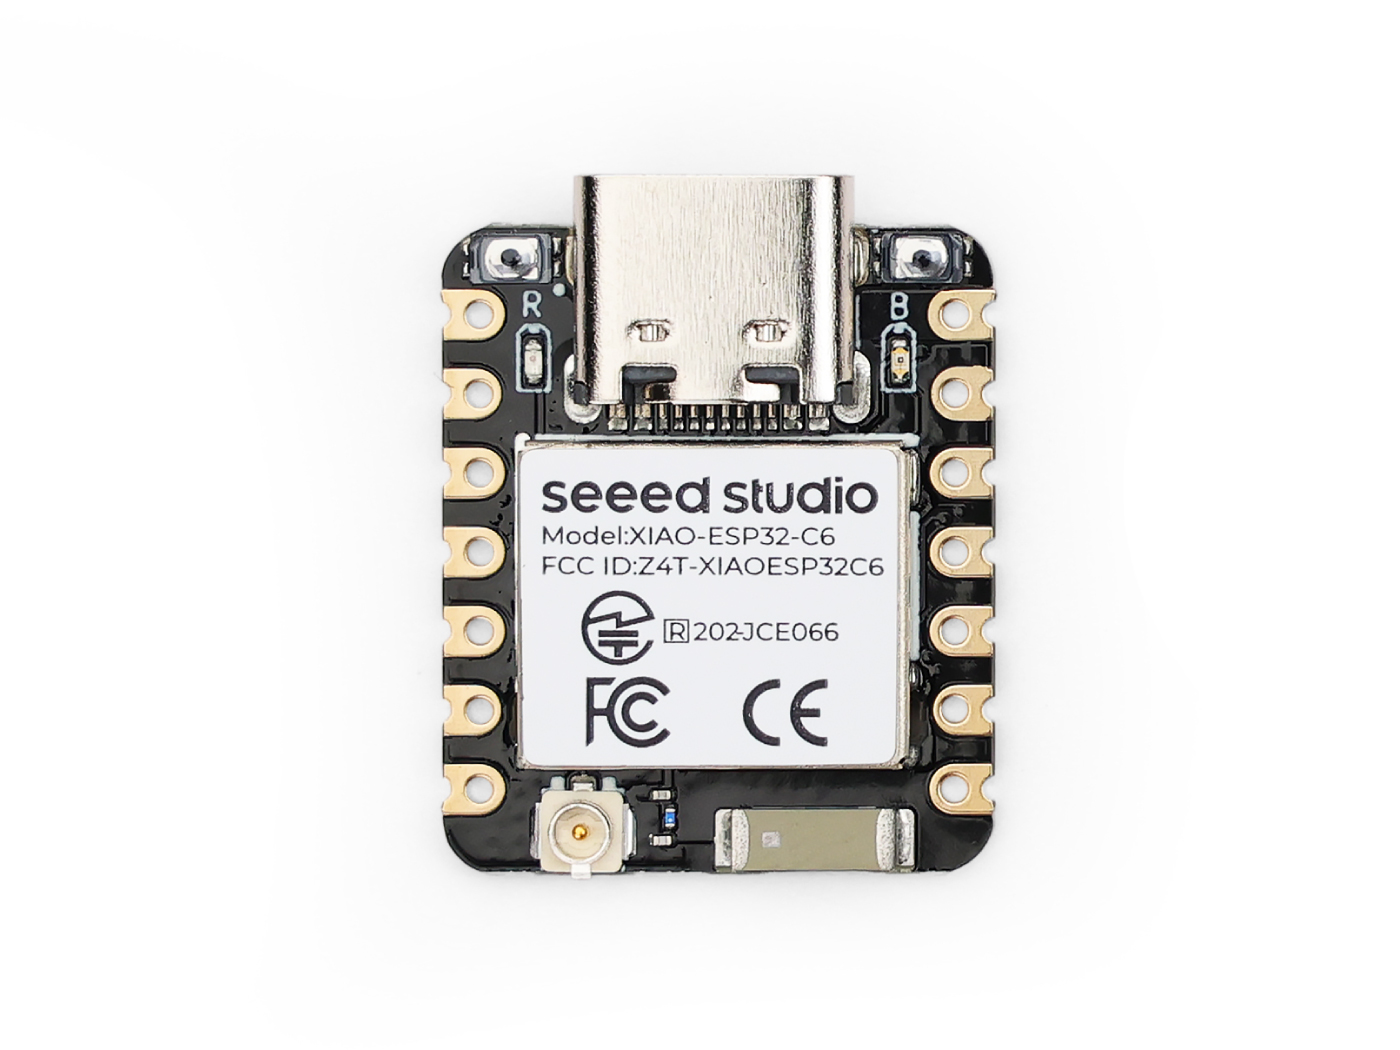 R
B
seeed studio
Model:XIAO-ESP32-C6
FCC ID:Z4T-XIAOESP32C6
R 202-JCE066
FC CE